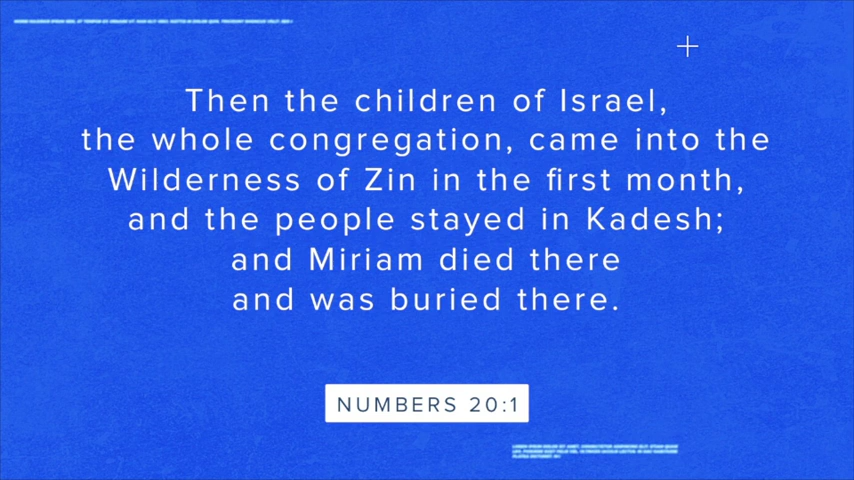 Then the children of Israel,
the whole congregation, came into the
Wilderness of Zin in the first month,
and the people stayed in Kadesh;
and Miriam died there
and was buried there.
NUMBERS 20:1